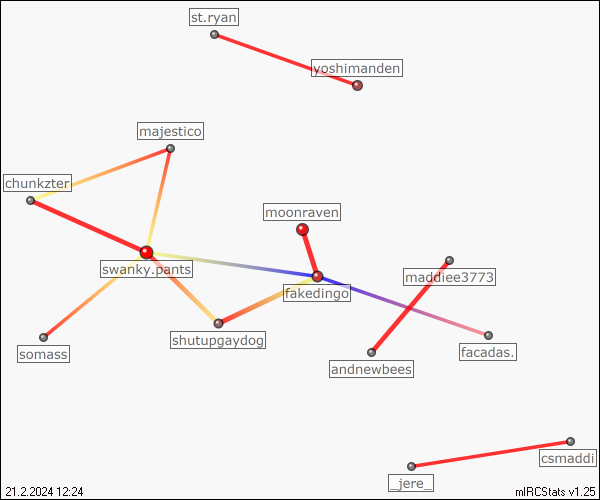 st.ryan
yoshimanden
majestico
chunkzter
moonraven
swanky.pants
maddiee3773
fakedingo
shutupgaydog
somass
facadas.
andnewbees
csmaddi
_jere_
21.2.2024 12:24
mIRCStats v1.25